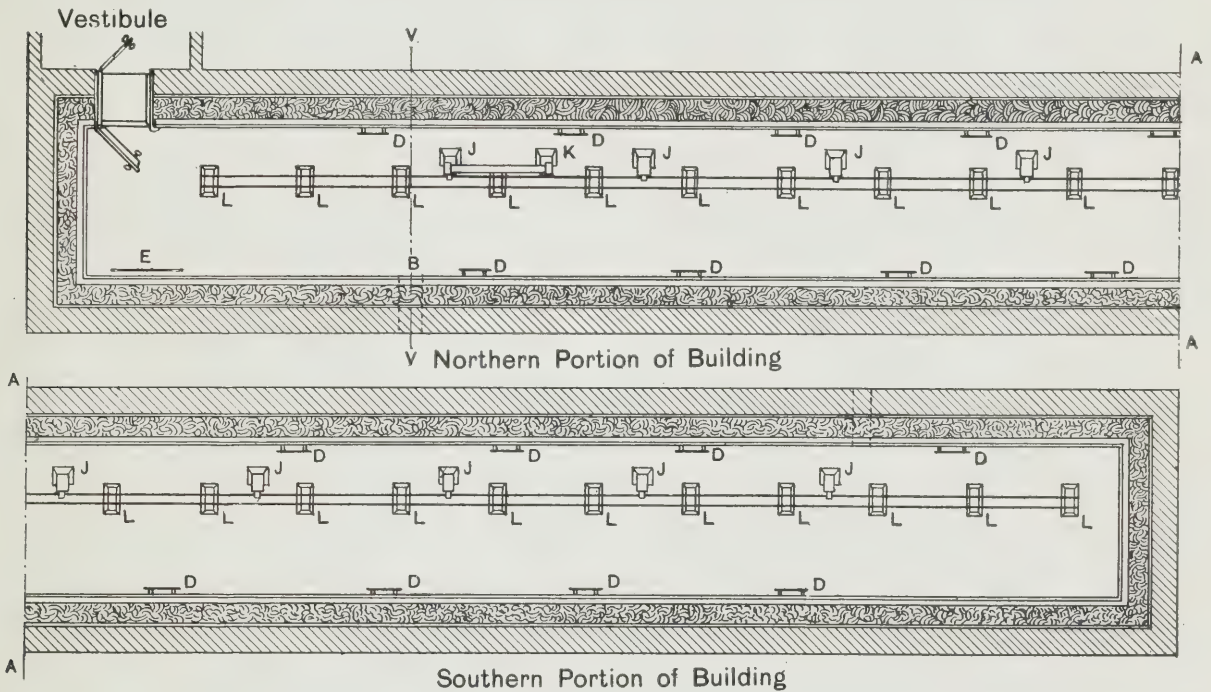 Vestibule
V
A
D D D D
J K J J J
L L L L L L L L L L
E B D D D D
V Northern Portion of Building A
A
D D D D
J J J J J
L L L L L L L L L L L
D D D D
A
Southern Portion of Building